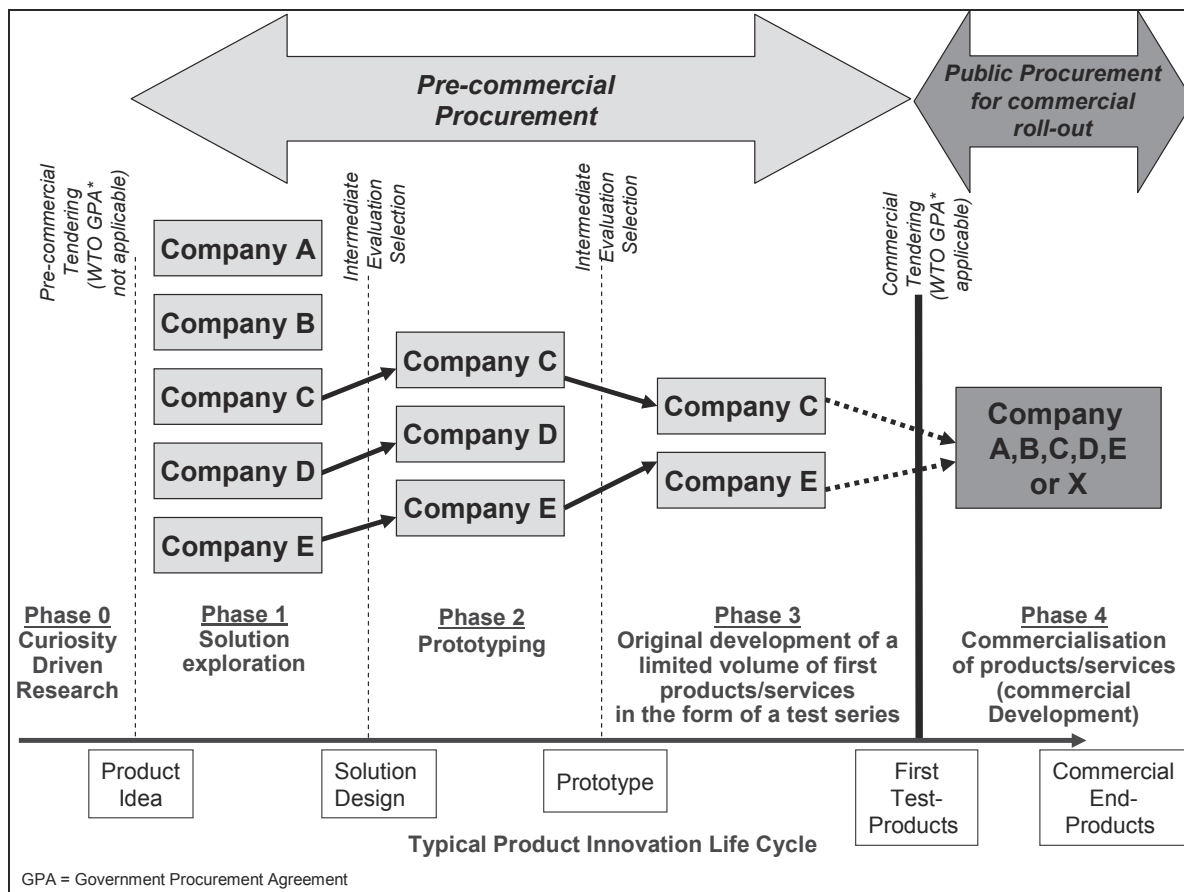 Pre-commercial
Procurement
Public Procurement
for commercial
roll-out
Pre-commercial
Tendering
(WTO GPA*
not applicable)
Intermediate
Evaluation
Selection
Intermediate
Evaluation
Selection
Commercial
Tendering
(WTO GPA*
applicable)
Company A
Company B
Company C
Company D
Company E
Company C
Company D
Company E
Company C
Company E
Company
A,B,C,D,E
or X
Phase 0
Curiosity
Driven
Research
Phase 1
Solution
exploration
Phase 2
Prototyping
Phase 3
Original development of a
limited volume of first
products/services
in the form of a test series
Phase 4
Commercialisation
of products/services
(commercial
Development)
Product
Idea
Solution
Design
Prototype
First
Test-
Products
Commercial
End-
Products
Typical Product Innovation Life Cycle
GPA = Government Procurement Agreement